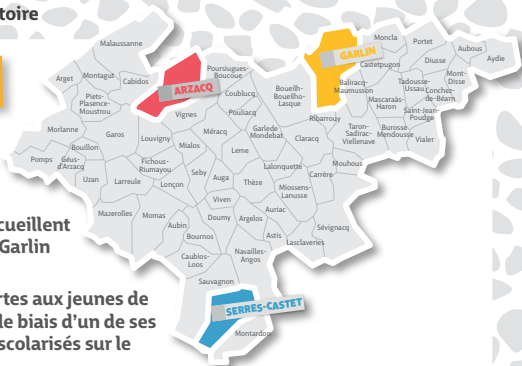 toire
Malaussanne
Arget
Montagut
Cabidos
Piets-
Plasence-
Moustrou
Poursiugues-
Boucoue
ARZACQ
Coublucq
Vignes
Pouliacq
Boueilh-
Boueilho-
Lasque
GARLIN
Moncla
Portet
Castetpugon
Diusse
Aubous
Aydie
Mont-
Disse
Baliracq-
Maumusson
Tadousse-
Ussau
Conchez-
de-Béarn
Mascaraàs-
Haron
Saint-Jean-
Poudge
Ribarrouy
Taron-
Sadirac-
Viellenave
Burosse-
Mendousse
Vialer
Morlanne
Garos
Louvigny
Méracq
Garlede-
Mondebat
Claracq
Bouillon
Mialos
Leme
Pomps
Géus-
d'Arzacq
Fichous-
Riumayou
Seby
Auga
Thèze
Lalonquette
Carrère
Mouhous
Uzan
Larreule
Lonçon
Miossens-
Lanusse
Viven
Mazerolles
Momas
Doumy
Argelos
Auriac
Aubin
Bournos
Astis
Sévignacq
Lasclaveries
Caubios-
Loos
Navailles-
Angos
Sauvagnon
SERRES-CASTET
Montardon
cueillent
Garlin
rtes aux jeunes de
le biais d'un de ses
scolarisés sur le